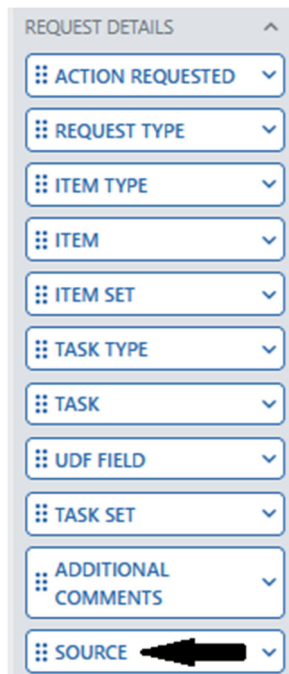 REQUEST DETAILS
ACTION REQUESTED
REQUEST TYPE
ITEM TYPE
ITEM
ITEM SET
TASK TYPE
TASK
UDF FIELD
TASK SET
ADDITIONAL
COMMENTS
SOURCE